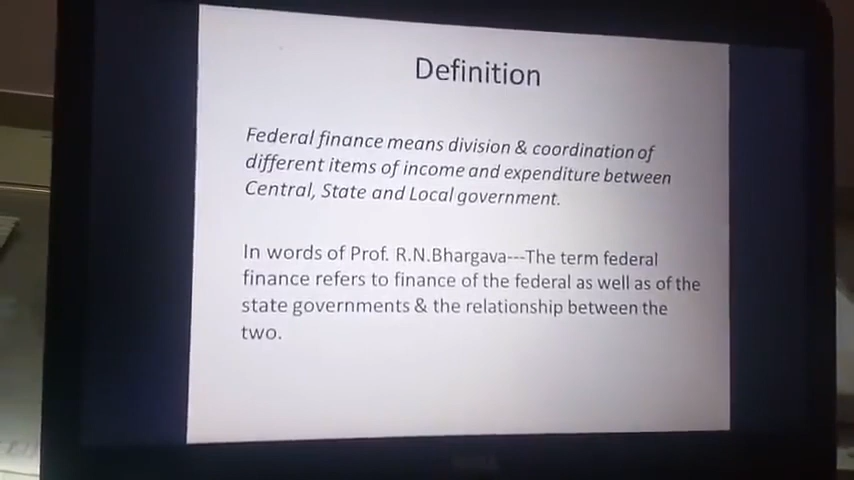 Definition
Federal finance means division & coordination of
different items of income and expenditure between
Central, State and Local government.
In words of Prof. R.N.Bhargava---The term federal
finance refers to finance of the federal as well as of the
state governments & the relationship between the
two.